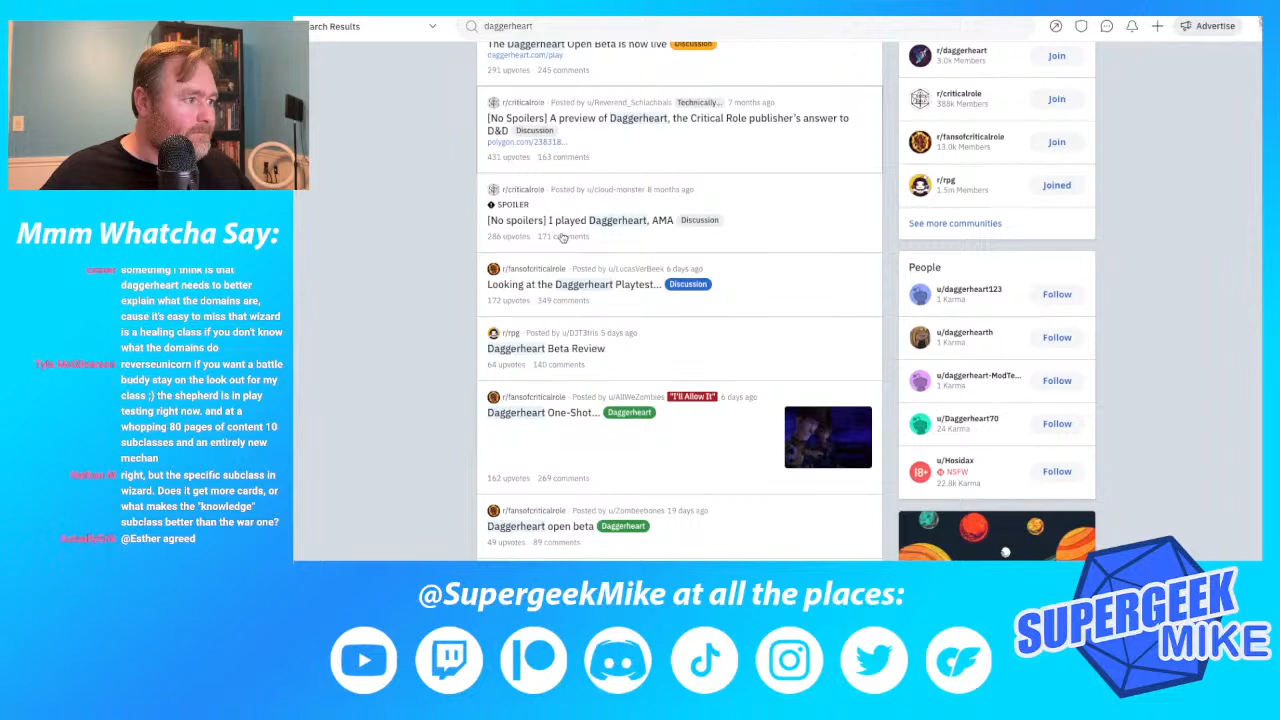 arch Results
daggerheart
Advertise
The Daggerheart Open Beta is now live Discussion
daggerheart.com/play
291 upvotes 245 comments
r/criticalrole · Posted by u/Reverend_Schlachbals Technically... 7 months ago
[No Spoilers] A preview of Daggerheart, the Critical Role publisher's answer to
D&D Discussion
polygon.com/238318...
431 upvotes 163 comments
r/criticalrole · Posted by u/cloud-monster 8 months ago
SPOILER
[No spoilers] I played Daggerheart, AMA Discussion
286 upvotes 171 comments
r/fansofcriticalrole · Posted by u/LucasVerBeek 6 days ago
Looking at the Daggerheart Playtest... Discussion
172 upvotes 349 comments
r/rpg · Posted by u/DJT3tris 5 days ago
Daggerheart Beta Review
64 upvotes 140 comments
r/fansofcriticalrole · Posted by u/AllWeZombies "I'll Allow It" 6 days ago
Daggerheart One-Shot... Daggerheart
162 upvotes 269 comments
r/fansofcriticalrole · Posted by u/Zombeebones 19 days ago
Daggerheart open beta Daggerheart
49 upvotes 89 comments
r/daggerheart
3.0k Members
Join
r/criticalrole
388k Members
Join
r/fansofcriticalrole
13.0k Members
Join
r/rpg
1.5m Members
Joined
See more communities
People
u/daggerheart123
1 Karma
Follow
u/daggerhearth
1 Karma
Follow
u/daggerheart-ModTe...
1 Karma
Follow
u/Daggerheart70
24 Karma
Follow
u/Hosidax
NSFW
22.8k Karma
18+
Follow
Mmm Whatcha Say:
something i think is that
daggerheart needs to better
explain what the domains are,
cause it's easy to miss that wizard
is a healing class if you don't know
what the domains do
reverseunicorn if you want a battle
buddy stay on the look out for my
class ;) the shepherd is in play
testing right now. and at a
whopping 80 pages of content 10
subclasses and an entirely new
mechan
right, but the specific subclass in
wizard. Does it get more cards, or
what makes the "knowledge"
subclass better than the war one?
@Esther agreed
@SupergeekMike at all the places:
SUPERGEEK
MIKE